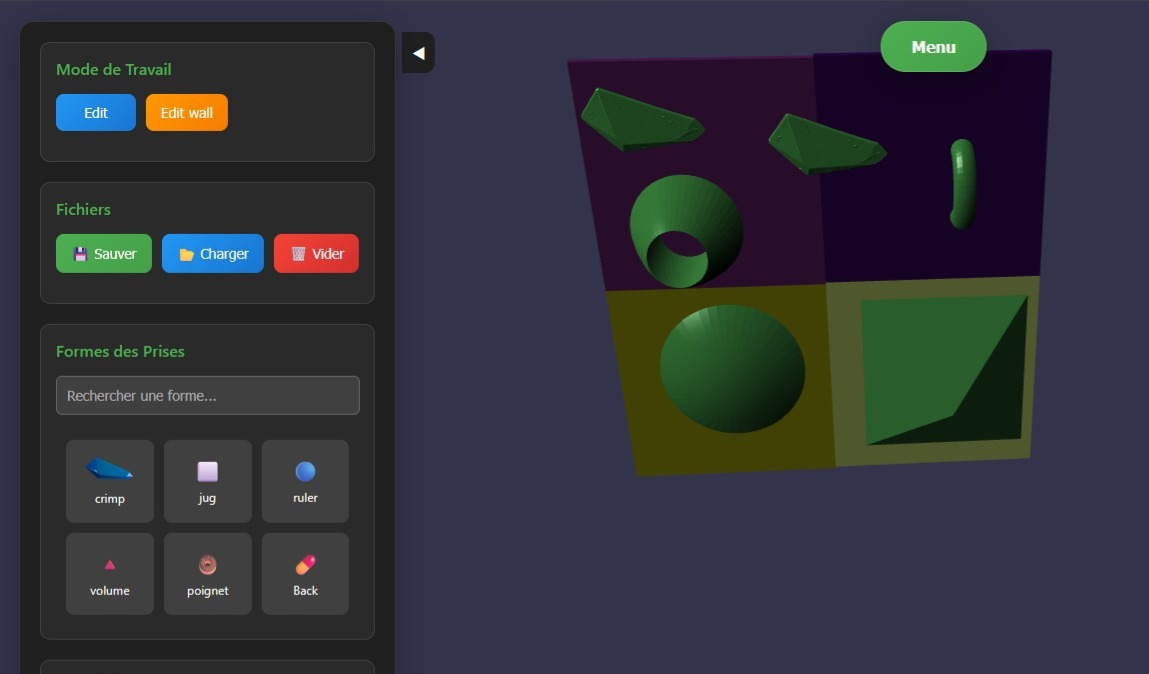 Mode de Travail
Edit
Edit wall
Fichiers
Sauver
Charger
Vider
Formes des Prises
Rechercher une forme...
crimp
jug
ruler
volume
poignet
Back
Menu